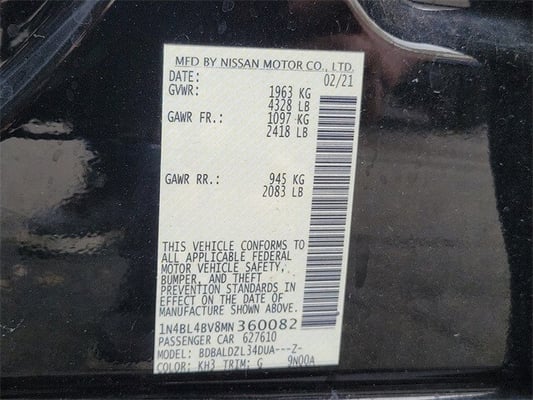 MFD BY NISSAN MOTOR CO., LTD.
DATE: 02/21
GVWR: 1963 KG
4328 LB
GAWR FR.: 1097 KG
2418 LB
GAWR RR.: 945 KG
2083 LB
THIS VEHICLE CONFORMS TO
ALL APPLICABLE FEDERAL
MOTOR VEHICLE SAFETY,
BUMPER, AND THEFT
PREVENTION STANDARDS IN
EFFECT ON THE DATE OF
MANUFACTURE SHOWN ABOVE.
1N4BL4BV8MN360082
PASSENGER CAR 627610
MODEL: BDBALDZL34DUA---Z-
COLOR: KH3 TRIM: G 9N00A